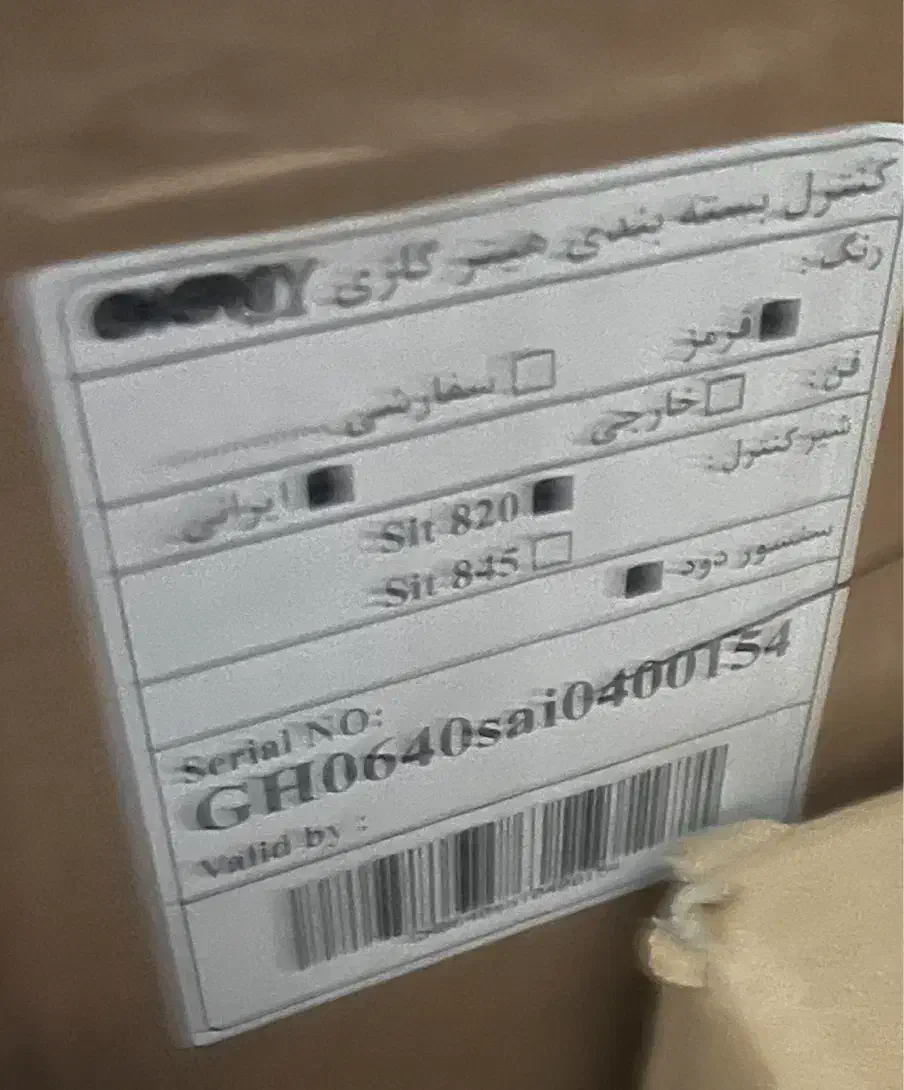 کنترل بسته بندی هیتر گازی
رنگ:
■ قرمز □ سفارشی
فن: □ خارجی ■ ایرانی
شیر کنترل: ■ Sit 820
□ Sit 845
سنسور دود ■
Serial NO:
GH0640sai0400154
Valid by :